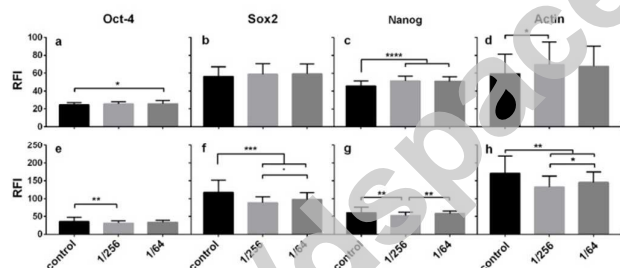 Oct-4 Sox2 Nanog Actin
a b c d
RFI 100 80 60 40 20 0
* **** *
e f g h
RFI 250 200 150 100 50 0
** *** * ** ** ** *
control 1/256 1/64 control 1/256 1/64 control 1/256 1/64 control 1/256 1/64